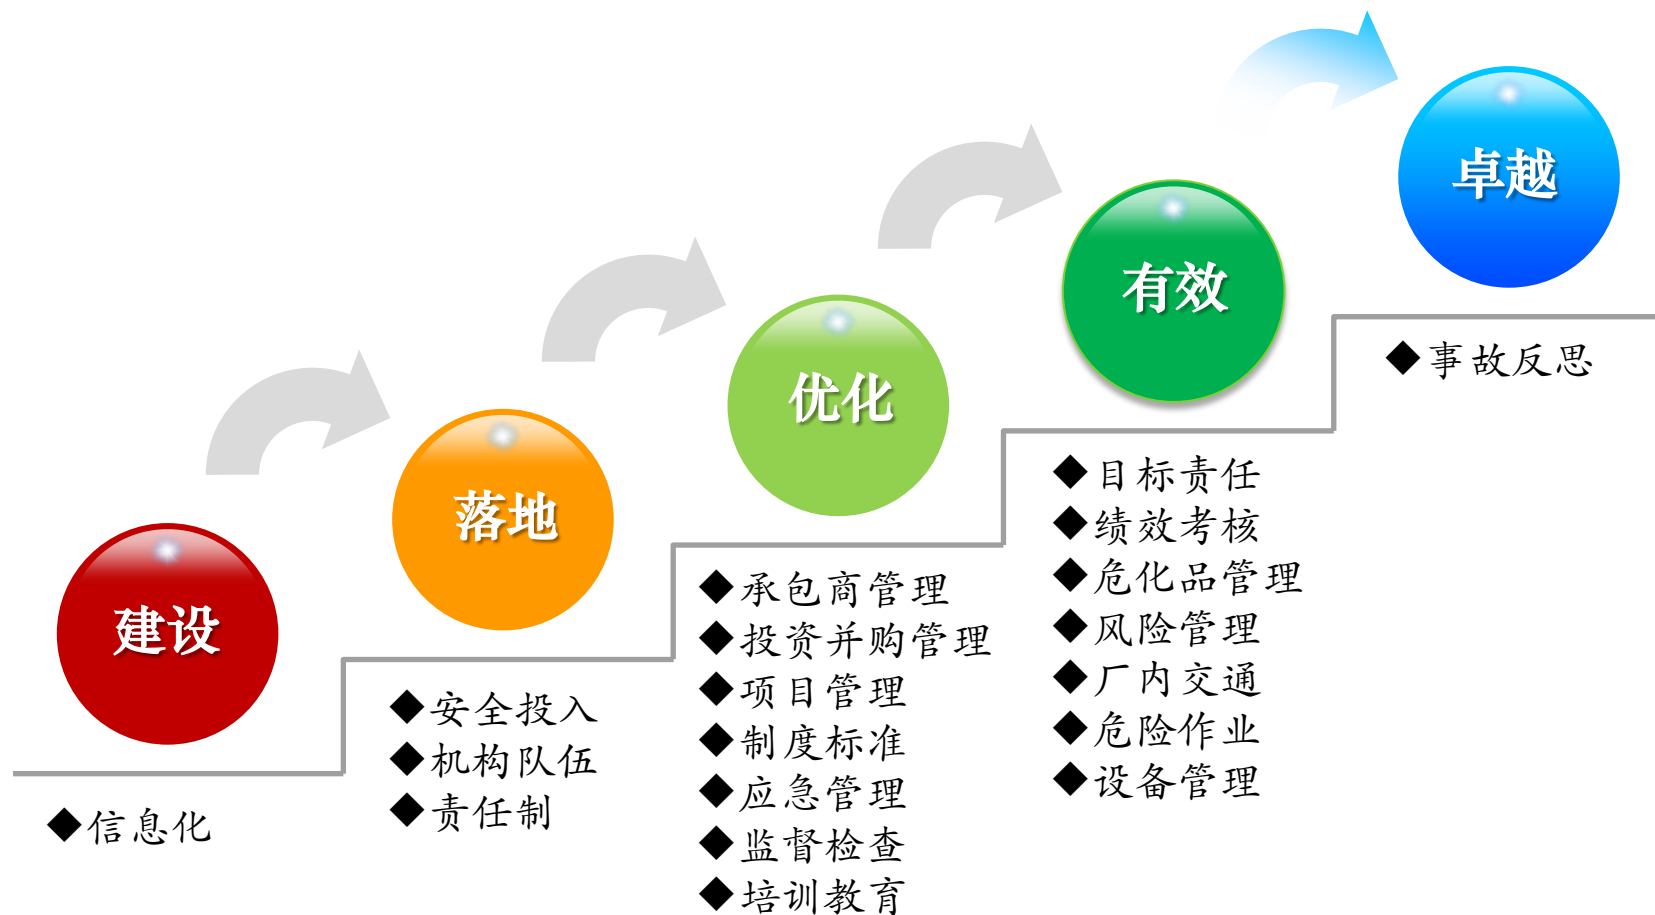 建设
◆信息化
落地
◆安全投入
◆机构队伍
◆责任制
优化
◆承包商管理
◆投资并购管理
◆项目管理
◆制度标准
◆应急管理
◆监督检查
◆培训教育
有效
◆目标责任
◆绩效考核
◆危化品管理
◆风险管理
◆厂内交通
◆危险作业
◆设备管理
卓越
◆事故反思